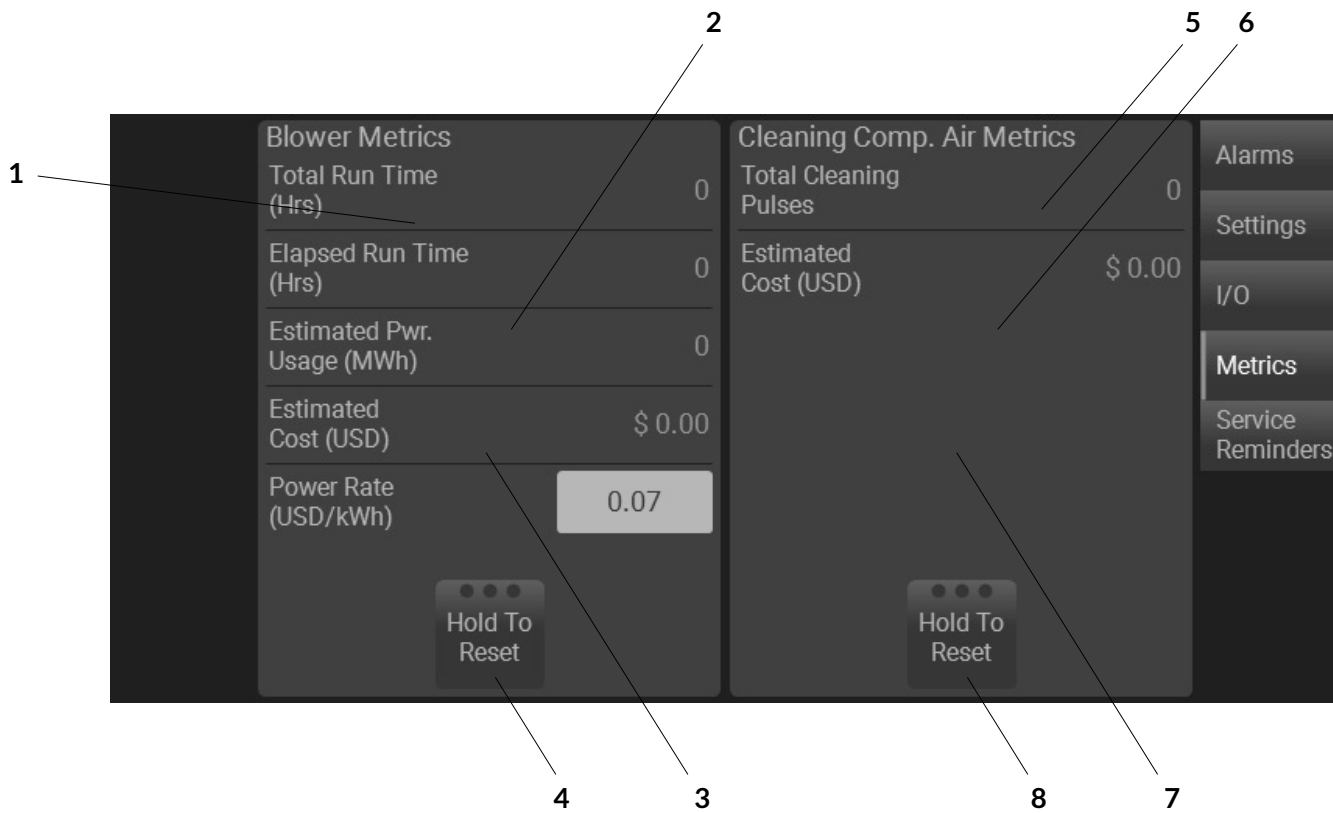 2
5
6
1
Blower Metrics
Total Run Time
(Hrs)
0
Elapsed Run Time
(Hrs)
0
Estimated Pwr.
Usage (MWh)
0
Estimated
Cost (USD)
$ 0.00
Power Rate
(USD/kWh)
0.07
Hold To
Reset
Cleaning Comp. Air Metrics
Total Cleaning
Pulses
0
Estimated
Cost (USD)
$ 0.00
Hold To
Reset
Alarms
Settings
I/O
Metrics
Service
Reminders
4
3
8
7